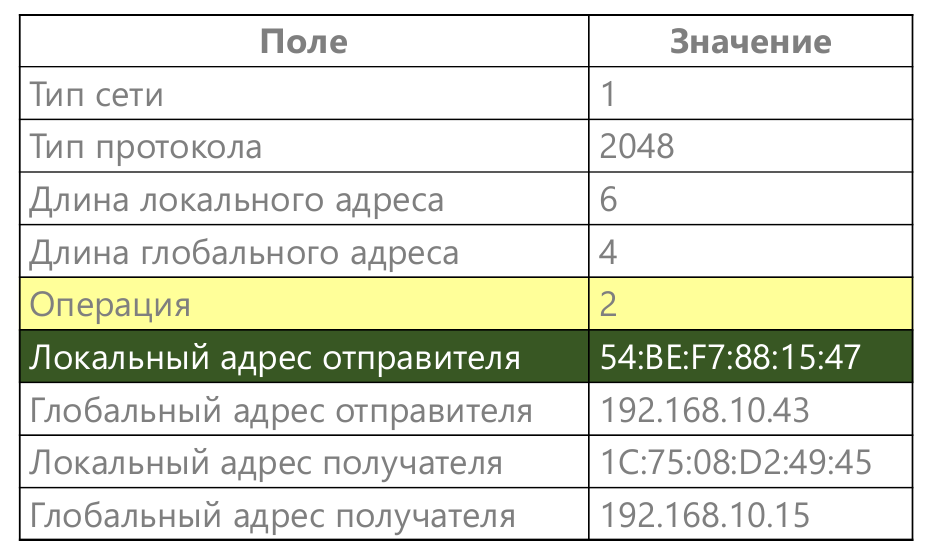 Поле Значение
Тип сети 1
Тип протокола 2048
Длина локального адреса 6
Длина глобального адреса 4
Операция 2
Локальный адрес отправителя 54:BE:F7:88:15:47
Глобальный адрес отправителя 192.168.10.43
Локальный адрес получателя 1C:75:08:D2:49:45
Глобальный адрес получателя 192.168.10.15